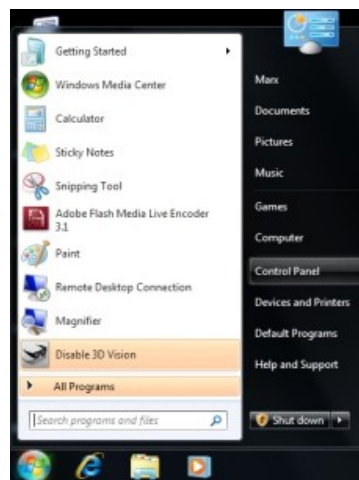 Getting Started
Windows Media Center
Calculator
Sticky Notes
Snipping Tool
Adobe Flash Media Live Encoder
3.1
Paint
Remote Desktop Connection
Magnifier
Disable 3D Vision
All Programs
Search programs and files
Marx
Documents
Pictures
Music
Games
Computer
Control Panel
Devices and Printers
Default Programs
Help and Support
Shut down